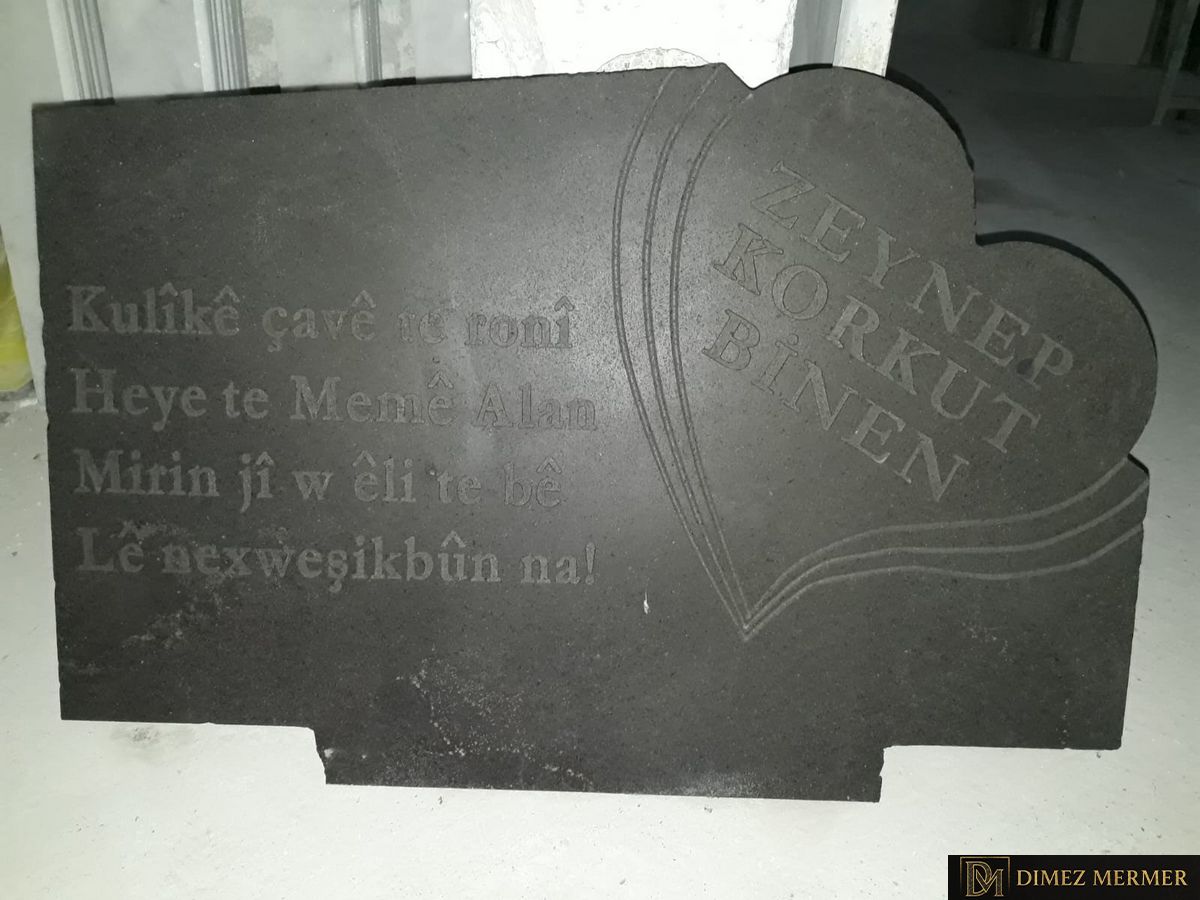 Kulîkê çavê te ronî
Heye te Memê Alan
Mirin jî w êli te bê
Lê nexweşikbûn na!
ZEYNEP
KORKUT
BİNEN
DM DIMEZ MERMER